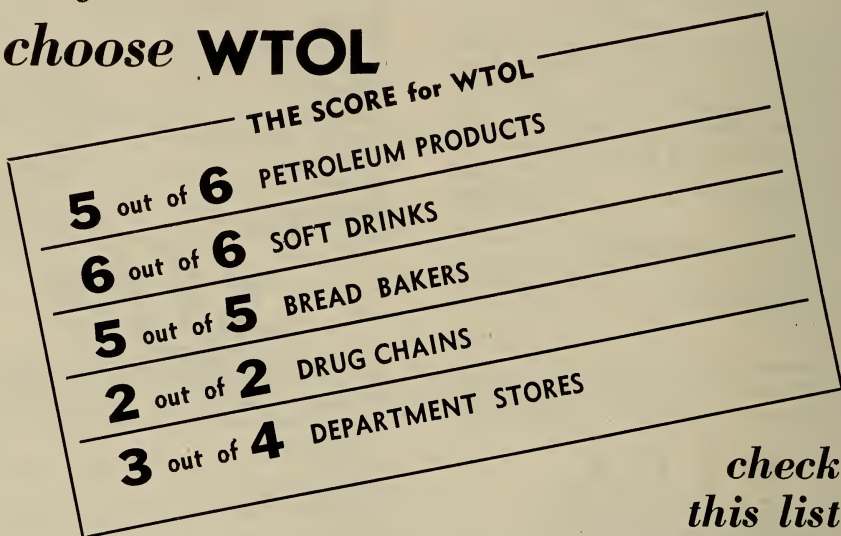 choose WTOL
THE SCORE for WTOL
5 out of 6 PETROLEUM PRODUCTS
6 out of 6 SOFT DRINKS
5 out of 5 BREAD BAKERS
2 out of 2 DRUG CHAINS
3 out of 4 DEPARTMENT STORES
check
this list